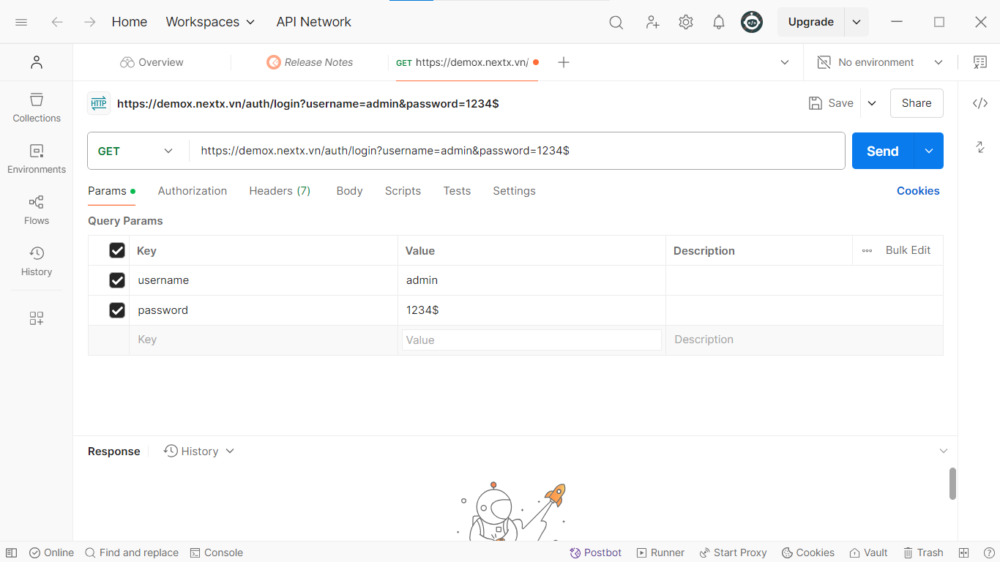 Home Workspaces API Network Upgrade
Overview Release Notes GET https://demox.nextx.vn/ No environment
HTTP https://demox.nextx.vn/auth/login?username=admin&password=1234$ Save Share
Collections
GET https://demox.nextx.vn/auth/login?username=admin&password=1234$ Send
Environments
Params Authorization Headers (7) Body Scripts Tests Settings Cookies
Flows
Query Params
Key Value Description Bulk Edit
History
username admin
password 1234$
Key Value Description
Response History
Online Find and replace Console Postbot Runner Start Proxy Cookies Vault Trash